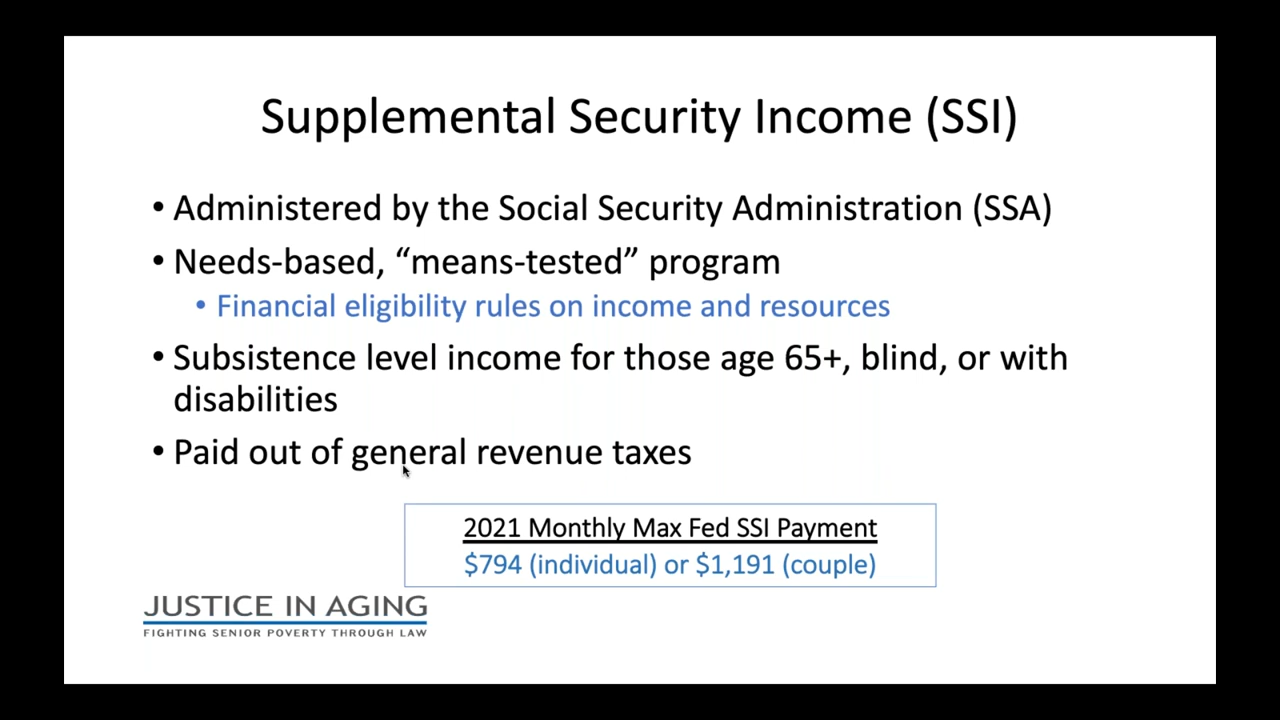 Supplemental Security Income (SSI)
• Administered by the Social Security Administration (SSA)
• Needs-based, “means-tested” program
• Financial eligibility rules on income and resources
• Subsistence level income for those age 65+, blind, or with
disabilities
• Paid out of general revenue taxes
2021 Monthly Max Fed SSI Payment
$794 (individual) or $1,191 (couple)
JUSTICE IN AGING
FIGHTING SENIOR POVERTY THROUGH LAW